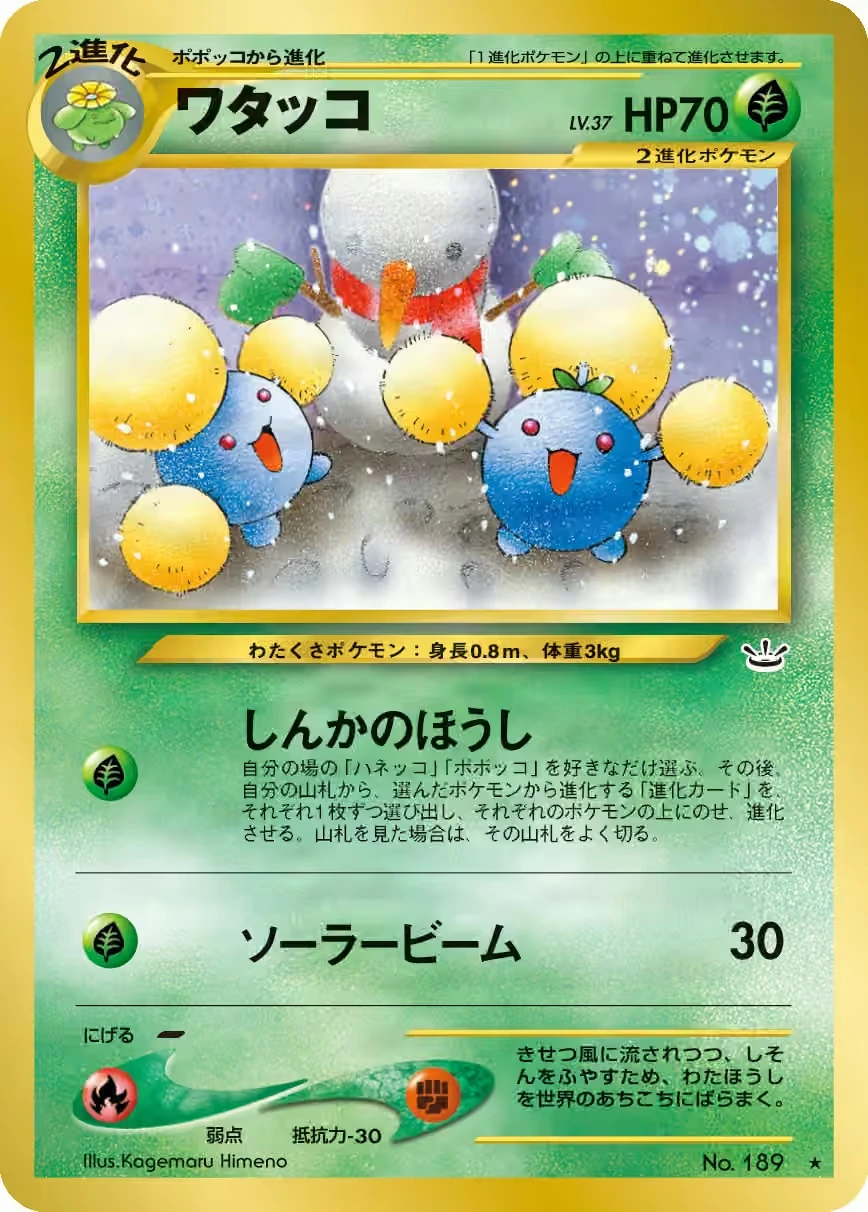 2進化
ポポッコから進化
「1進化ポケモン」の上に重ねて進化させます。
ワタッコ
LV.37 HP70
2進化ポケモン
わたくさポケモン：身長0.8m、体重3kg
しんかのほうし
自分の場の「ハネッコ」「ポポッコ」を好きなだけ選ぶ。その後、
自分の山札から、選んだポケモンから進化する「進化カード」を、
それぞれ1枚ずつ選び出し、それぞれのポケモンの上にのせ、進化
させる。山札を見た場合は、その山札をよく切る。
ソーラービーム 30
にげる
きせつ風に流されつつ、しそ
んをふやすため、わたほうし
を世界のあちこちにばらまく。
弱点 抵抗力-30
Illus.Kagemaru Himeno
No. 189 ★